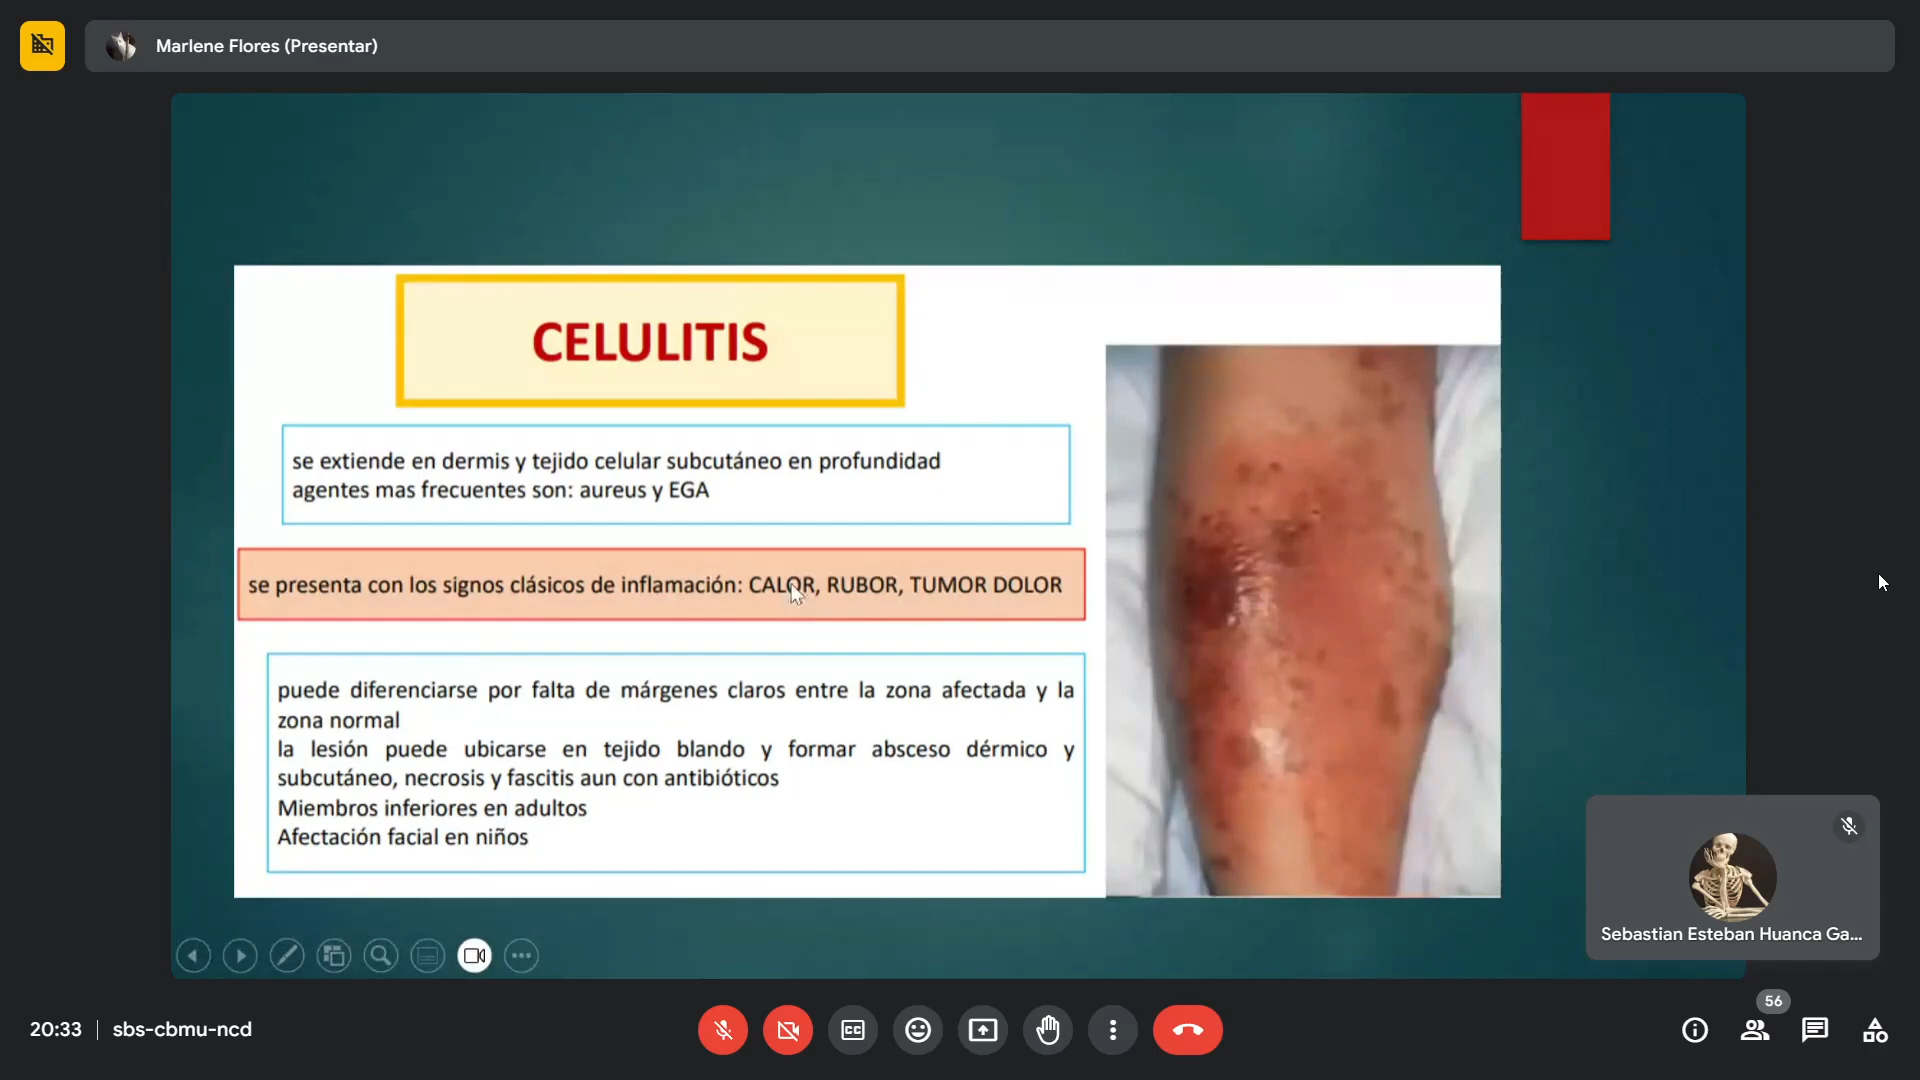 Marlene Flores (Presentar)
CELULITIS
se extiende en dermis y tejido celular subcutáneo en profundidad
agentes mas frecuentes son: aureus y EGA
se presenta con los signos clásicos de inflamación: CALOR, RUBOR, TUMOR DOLOR
puede diferenciarse por falta de márgenes claros entre la zona afectada y la
zona normal
la lesión puede ubicarse en tejido blando y formar absceso dérmico y
subcutáneo, necrosis y fascitis aun con antibióticos
Miembros inferiores en adultos
Afectación facial en niños
Sebastian Esteban Huanca Ga...
20:33
sbs-cbmu-ncd
CC
56